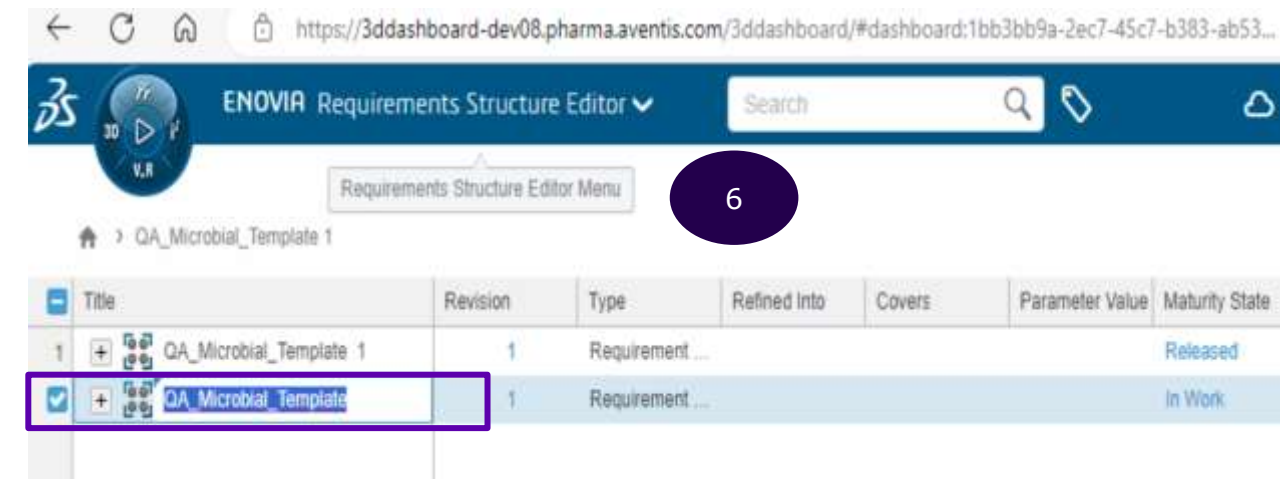 https://3ddashboard-dev08.pharma.aventis.com/3ddashboard/#dashboard:1bb3bb9a-2ec7-45c7-b383-ab53...
3DS
3D
V.R
ENOVIA Requirements Structure Editor
Search
Requirements Structure Editor Menu
6
QA_Microbial_Template 1
Title Revision Type Refined Into Covers Parameter Value Maturity State
1 QA_Microbial_Template 1 1 Requirement ... Released
QA_Microbial_Template 1 Requirement ... In Work